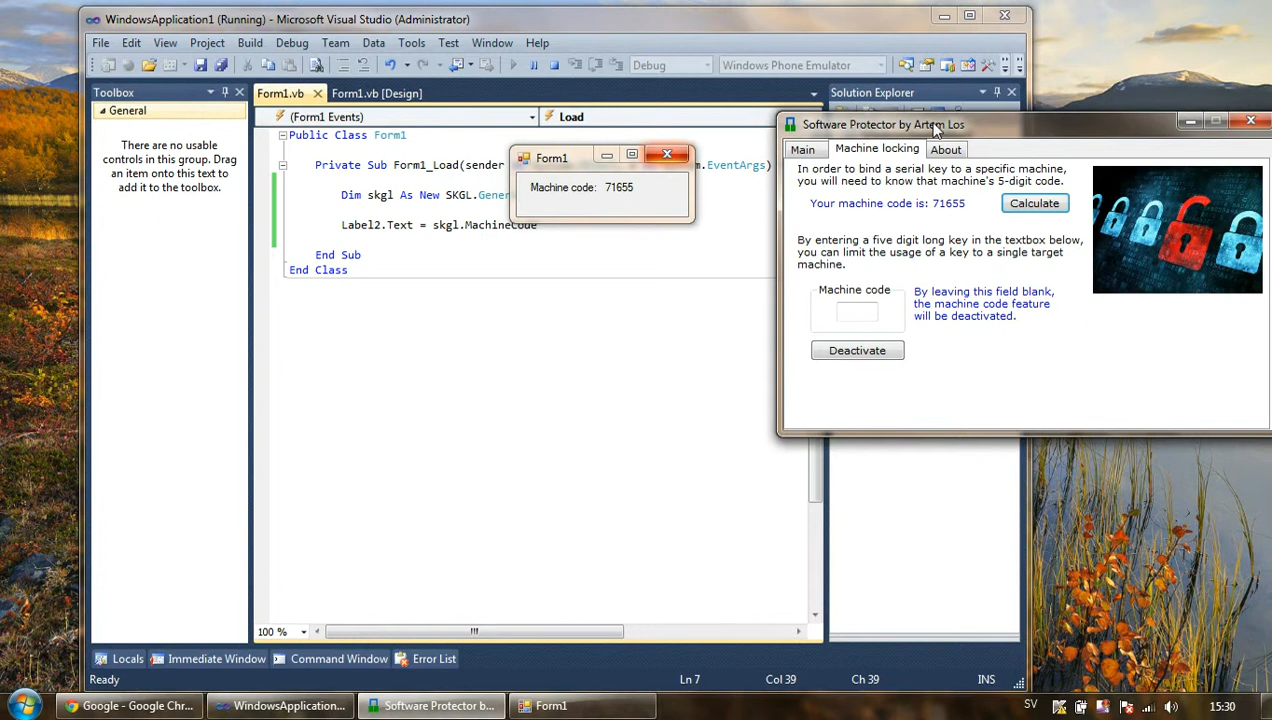 WindowsApplication1 (Running) - Microsoft Visual Studio (Administrator)
File Edit View Project Build Debug Team Data Tools Test Window Help
Debug Windows Phone Emulator
Toolbox
General
There are no usable
controls in this group. Drag
an item onto this text to
add it to the toolbox.
Form1.vb Form1.vb [Design]
(Form1 Events) Load
Public Class Form1
Private Sub Form1_Load(sender .EventArgs)
Dim skgl As New SKGL.
Label2.Text = skgl.MachineCode
End Sub
End Class
100 %
Form1
Machine code: 71655
Solution Explorer
Software Protector by Artem Los
Main Machine locking About
In order to bind a serial key to a specific machine,
you will need to know that machine's 5-digit code.
Your machine code is: 71655 Calculate
By entering a five digit long key in the textbox below,
you can limit the usage of a key to a single target
machine.
Machine code
By leaving this field blank,
the machine code feature
will be deactivated.
Deactivate
Locals Immediate Window Command Window Error List
Ready Ln 7 Col 39 Ch 39 INS
Google - Google Chr... WindowsApplication... Software Protector b... Form1 SV 15:30